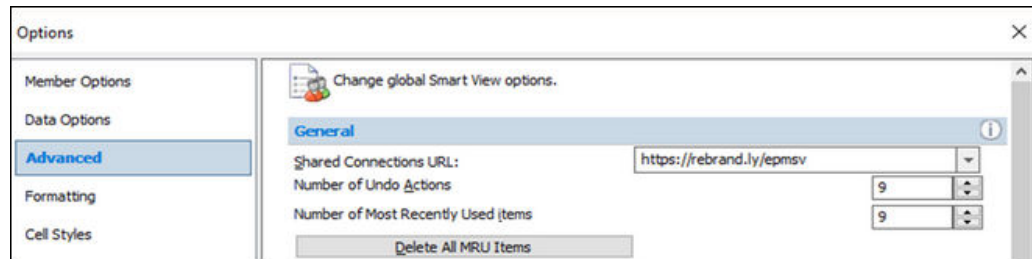 Options
Member Options
Data Options
Advanced
Formatting
Cell Styles
Change global Smart View options.
General
Shared Connections URL: https://rebrand.ly/epmsv
Number of Undo Actions 9
Number of Most Recently Used items 9
Delete All MRU Items